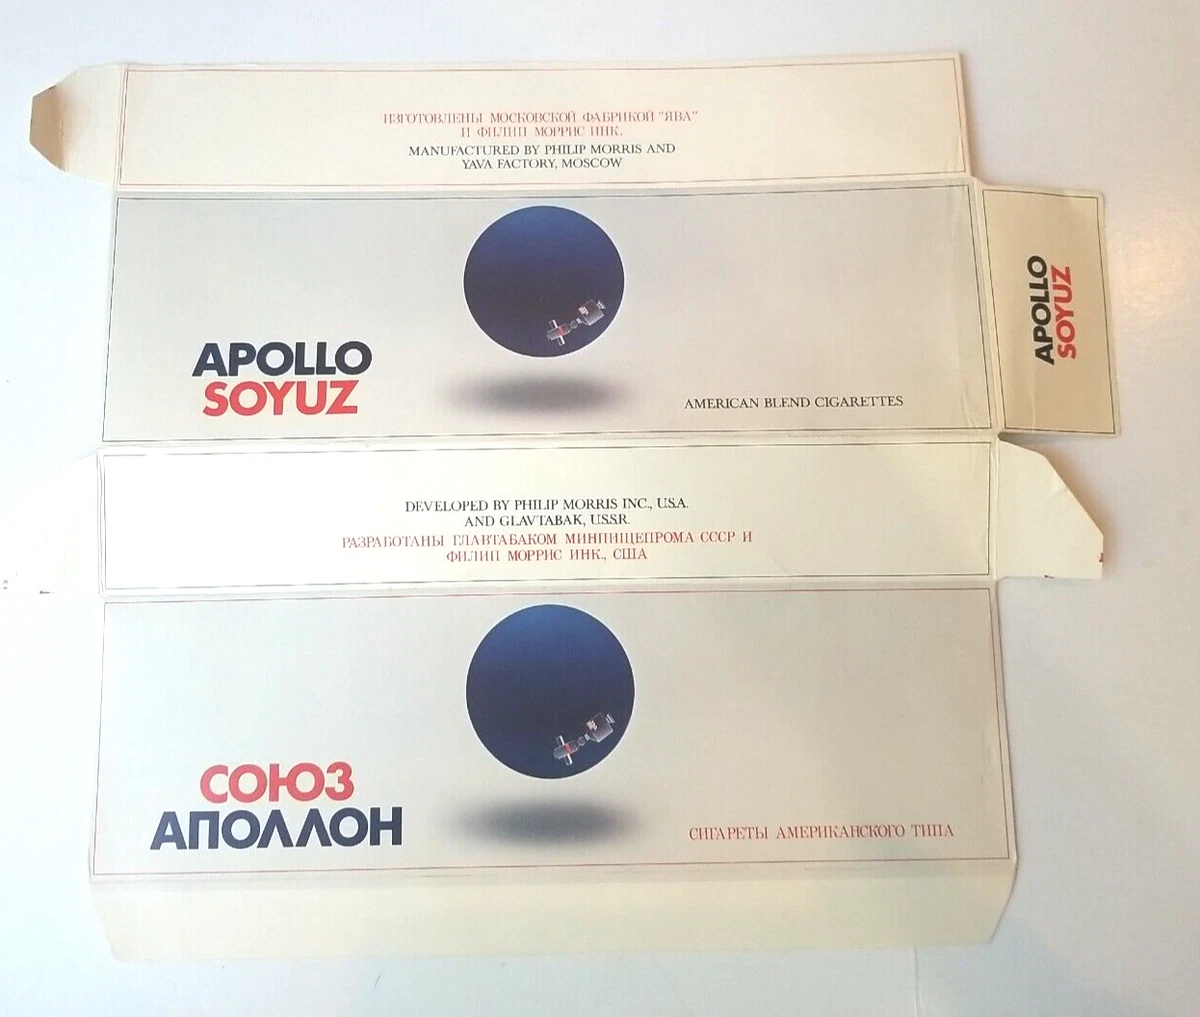 ИЗГОТОВЛЕНЫ МОСКОВСКОЙ ФАБРИКОЙ "ЯВА"
И ФИЛИП МОРРИС ИНК.
MANUFACTURED BY PHILIP MORRIS AND
YAVA FACTORY, MOSCOW
APOLLO
SOYUZ
AMERICAN BLEND CIGARETTES
APOLLO
SOYUZ
DEVELOPED BY PHILIP MORRIS INC., U.S.A.
AND GLAVTABAK, U.S.S.R.
РАЗРАБОТАНЫ ГЛАВТАБАКОМ МИНПИЩЕПРОМА СССР И
ФИЛИП МОРРИС ИНК., США
СОЮЗ
АПОЛЛОН
СИГАРЕТЫ АМЕРИКАНСКОГО ТИПА